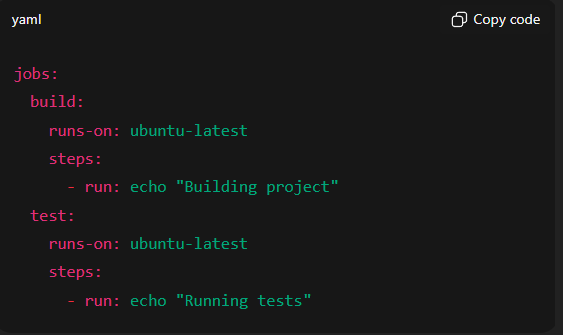 yaml
Copy code
jobs:
  build:
    runs-on: ubuntu-latest
    steps:
      - run: echo "Building project"
  test:
    runs-on: ubuntu-latest
    steps:
      - run: echo "Running tests"